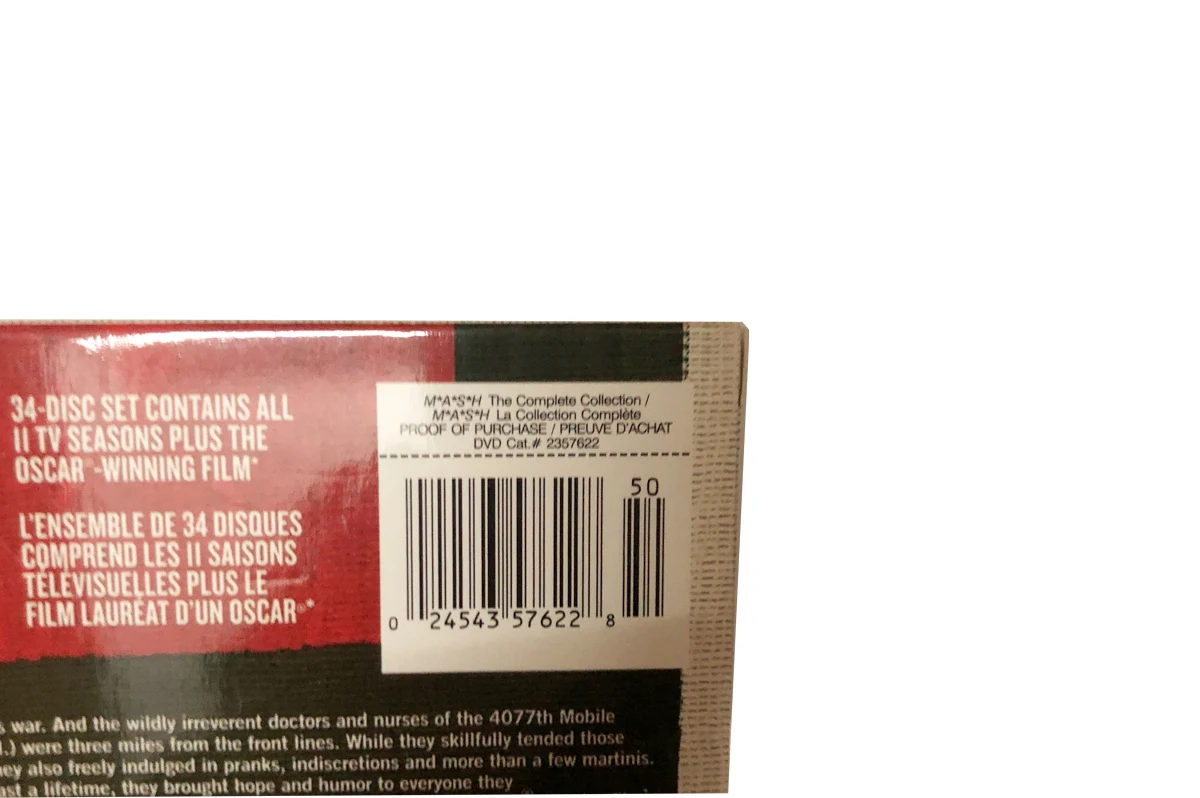 34-DISC SET CONTAINS ALL
11 TV SEASONS PLUS THE
OSCAR®-WINNING FILM*
L'ENSEMBLE DE 34 DISQUES
COMPREND LES 11 SAISONS
TÉLÉVISUELLES PLUS LE
FILM LAURÉAT D'UN OSCAR®*
M*A*S*H The Complete Collection /
M*A*S*H La Collection Complète
PROOF OF PURCHASE / PREUVE D'ACHAT
DVD Cat.# 2357622
50
0 24543 57622 8
war. And the wildly irreverent doctors and nurses of the 4077th Mobile
were three miles from the front lines. While they skillfully tended those
also freely indulged in pranks, indiscretions and more than a few martinis.
a lifetime, they brought hope and humor to everyone they